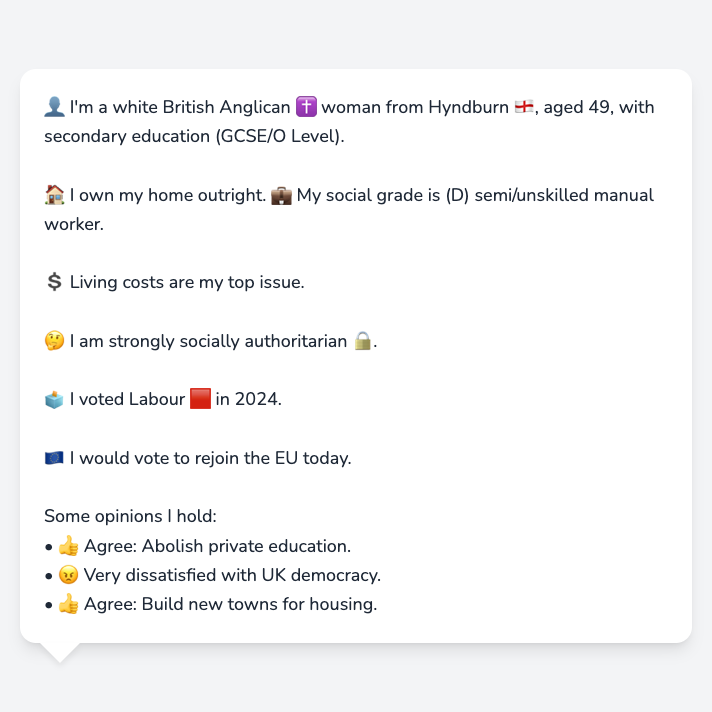 👤 I'm a white British Anglican ✝️ woman from Hyndburn 🏴󠁧󠁢󠁥󠁮󠁧󠁿, aged 49, with
secondary education (GCSE/O Level).
🏠 I own my home outright. 💼 My social grade is (D) semi/unskilled manual
worker.
💲 Living costs are my top issue.
🤔 I am strongly socially authoritarian 🔒.
🗳️ I voted Labour 🟥 in 2024.
🇪🇺 I would vote to rejoin the EU today.
Some opinions I hold:
• 👍 Agree: Abolish private education.
• 😠 Very dissatisfied with UK democracy.
• 👍 Agree: Build new towns for housing.